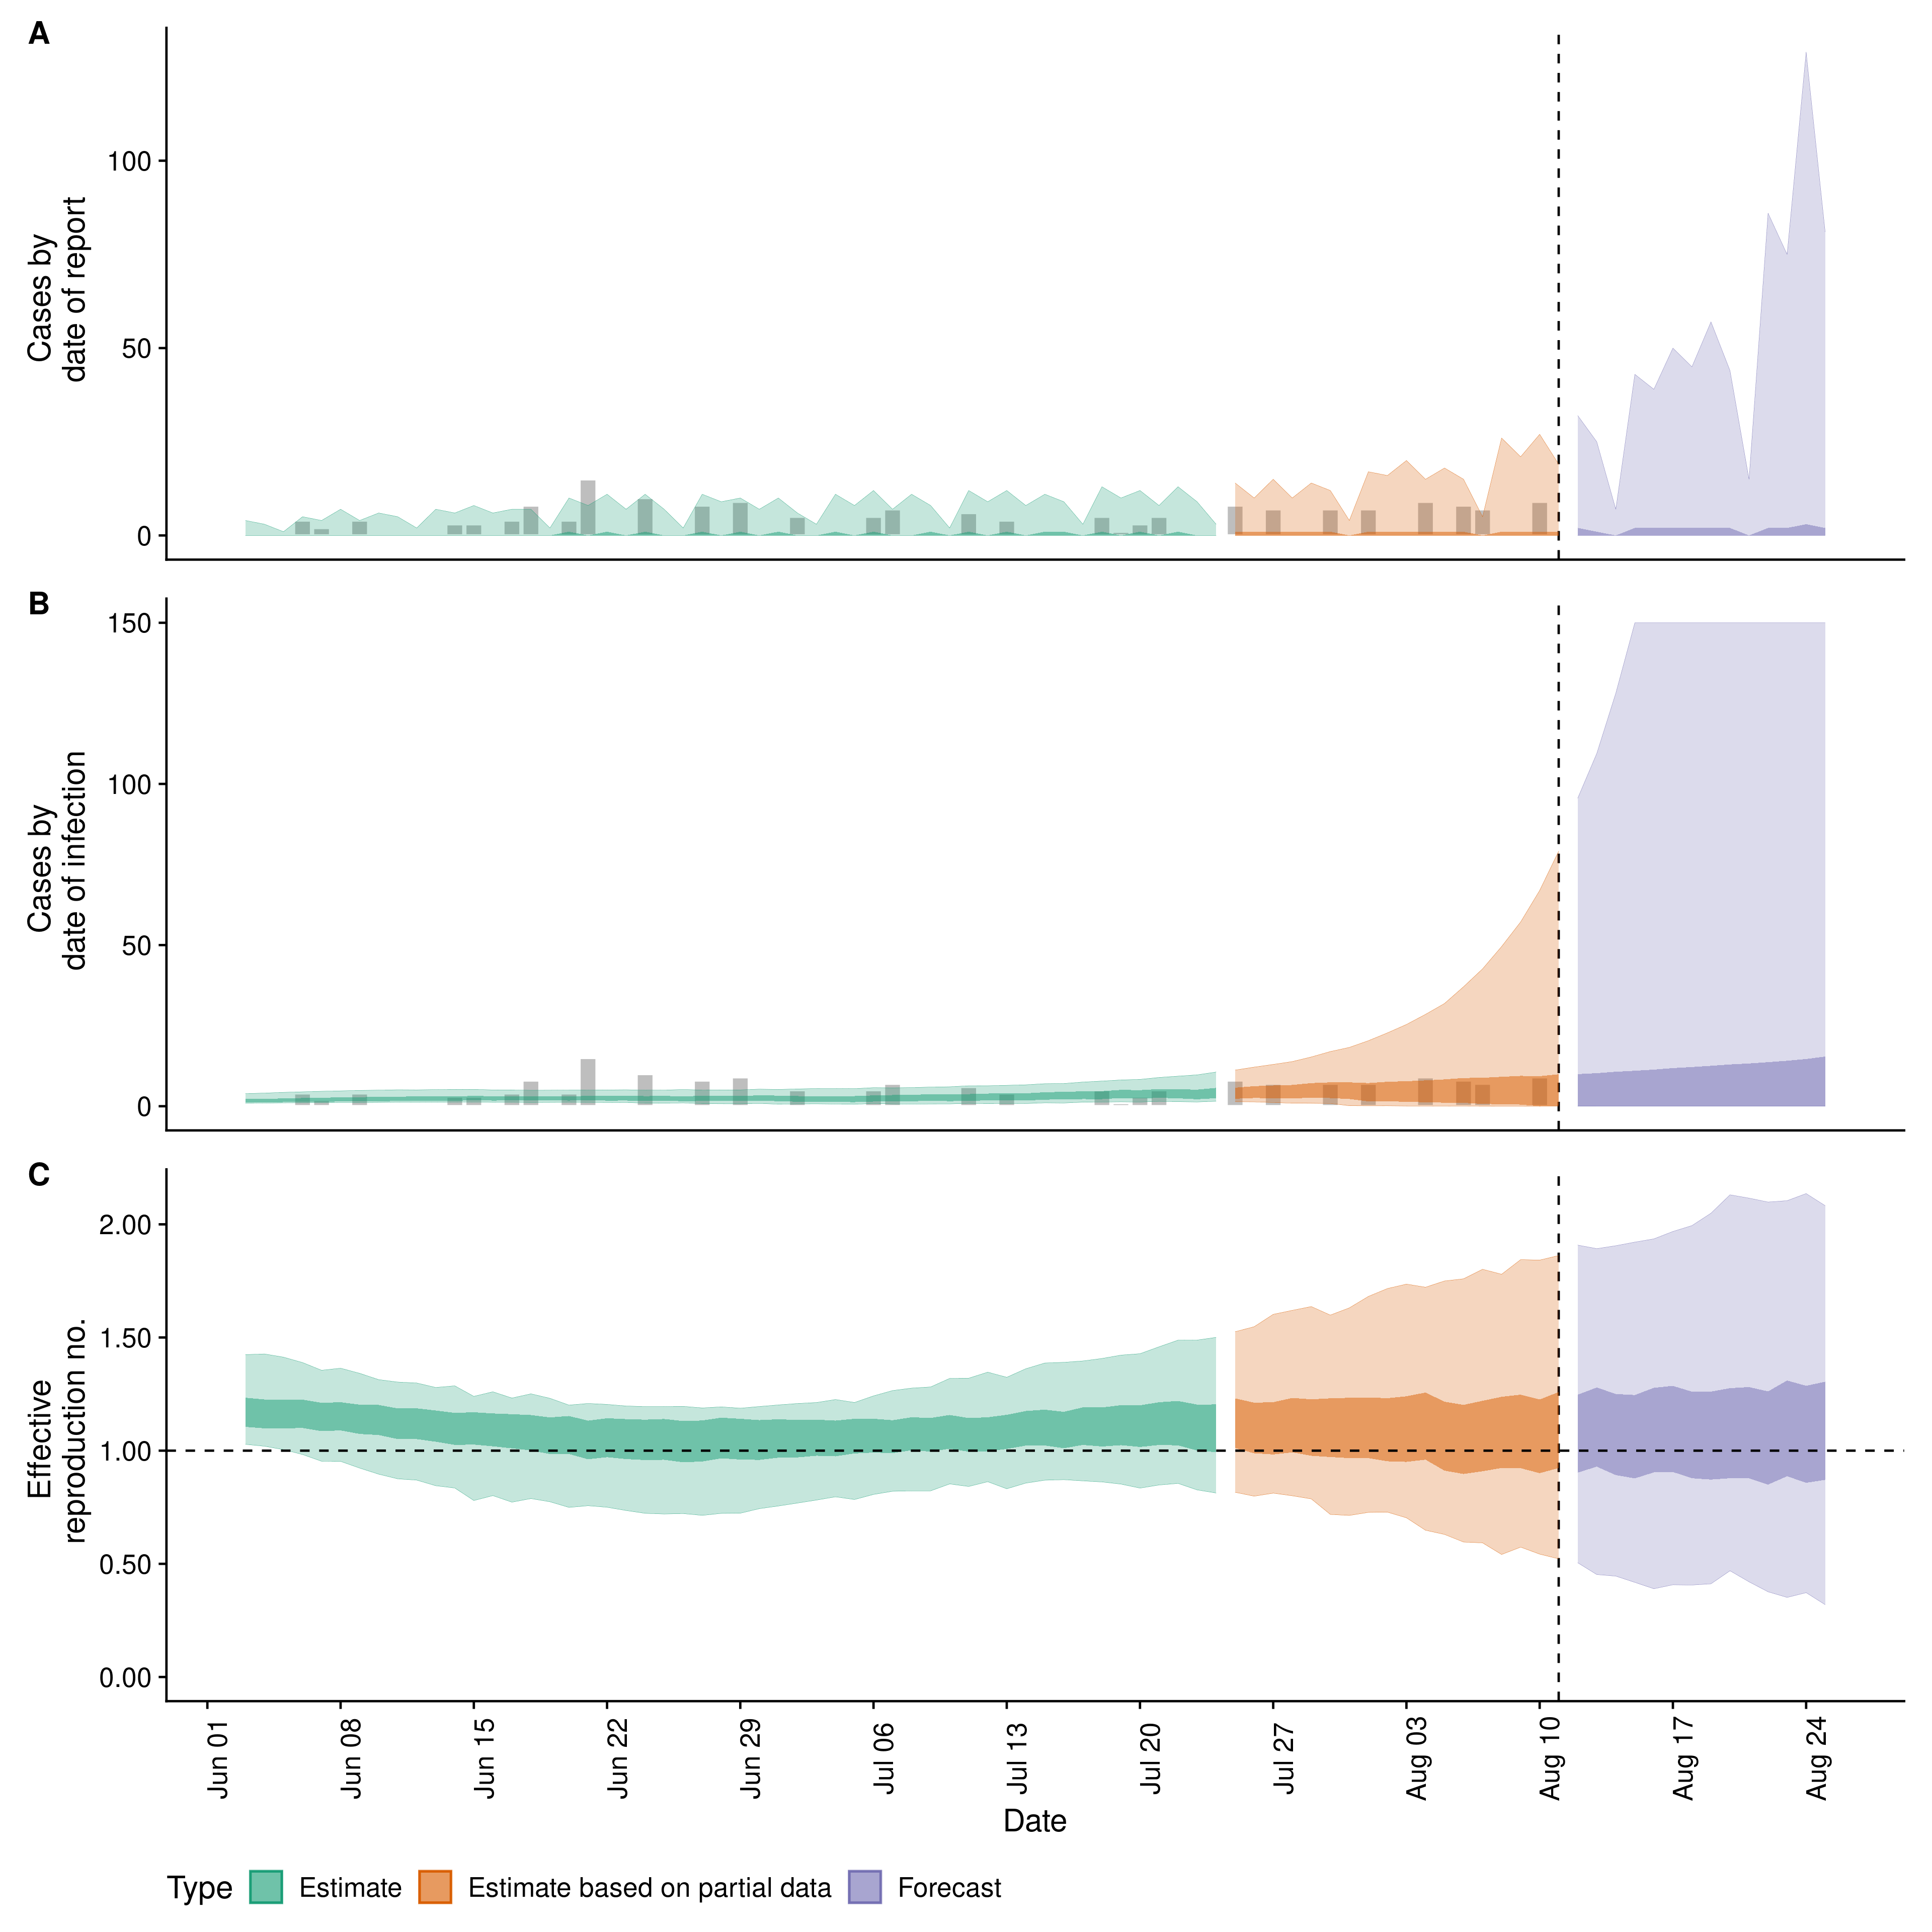 A
100
50
0
Cases by
date of report
B
150
100
50
0
Cases by
date of infection
C
2.00
1.50
1.00
0.50
0.00
Effective
reproduction no.
Jun 01
Jun 08
Jun 15
Jun 22
Jun 29
Jul 06
Jul 13
Jul 20
Jul 27
Aug 03
Aug 10
Aug 17
Aug 24
Date
Type Estimate Estimate based on partial data Forecast